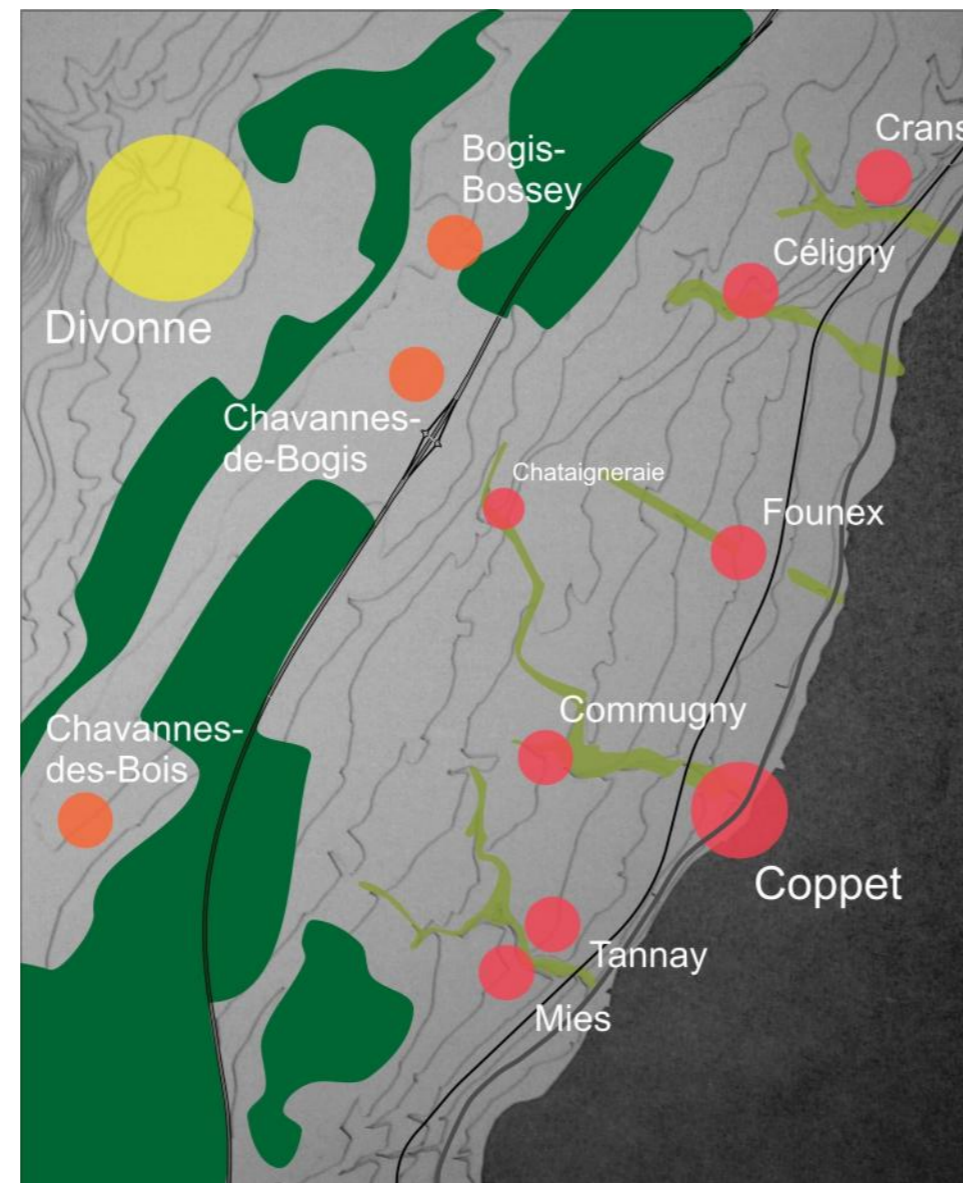 Crans
Bogis-
Bossey
Céligny
Divonne
Chavannes-
de-Bogis
Chataigneraie
Founex
Commugny
Chavannes-
des-Bois
Coppet
Tannay
Mies